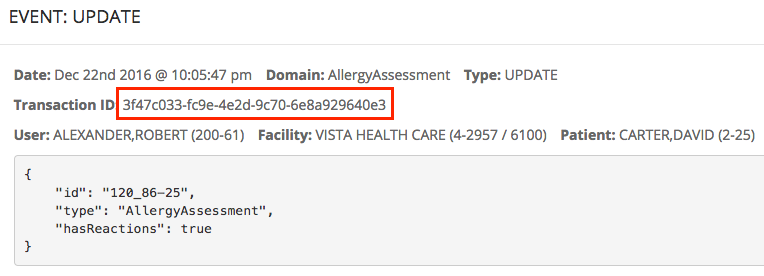 EVENT: UPDATE
Date: Dec 22nd 2016 @ 10:05:47 pm Domain: AllergyAssessment Type: UPDATE
Transaction ID 3f47c033-fc9e-4e2d-9c70-6e8a929640e3
User: ALEXANDER,ROBERT (200-61) Facility: VISTA HEALTH CARE (4-2957 / 6100) Patient: CARTER,DAVID (2-25)
{
    "id": "120_86-25",
    "type": "AllergyAssessment",
    "hasReactions": true
}